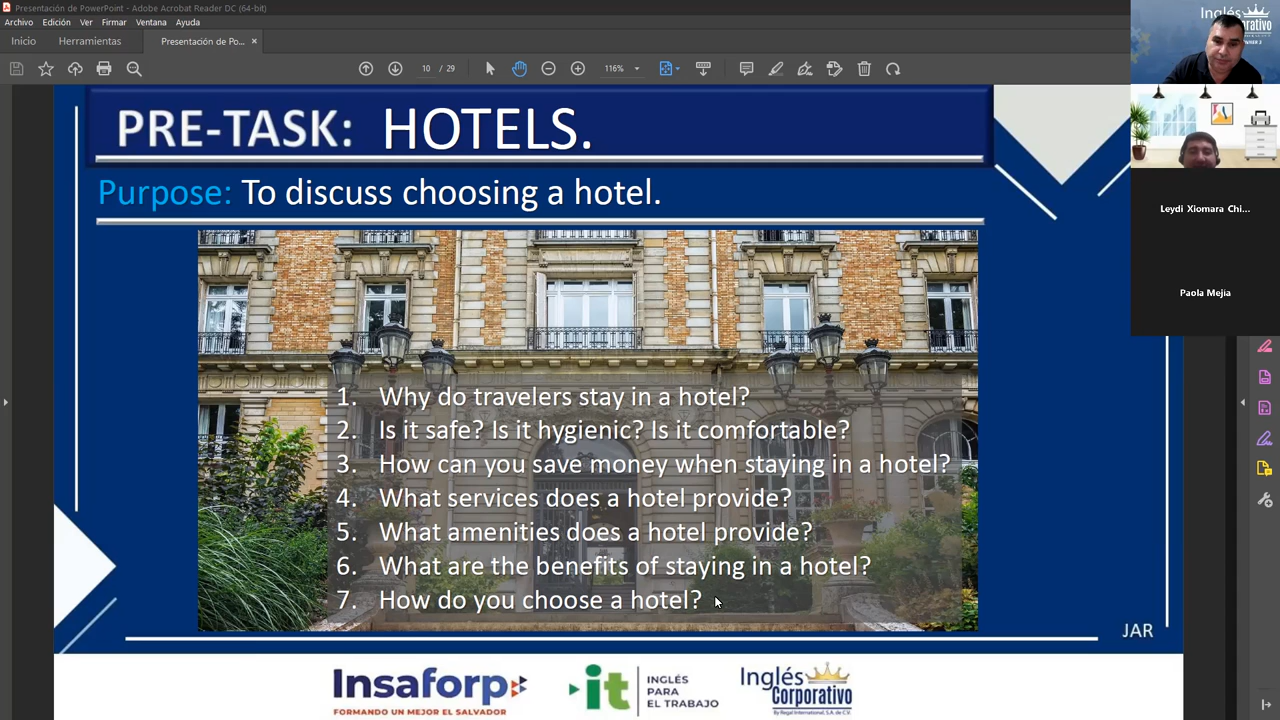 Presentación de PowerPoint - Adobe Acrobat Reader DC (64-bit)
Archivo Edición Ver Firmar Ventana Ayuda
Inicio Herramientas Presentación de Po... ×
10 / 29 116%
PRE-TASK: HOTELS.
Purpose: To discuss choosing a hotel.
1. Why do travelers stay in a hotel?
2. Is it safe? Is it hygienic? Is it comfortable?
3. How can you save money when staying in a hotel?
4. What services does a hotel provide?
5. What amenities does a hotel provide?
6. What are the benefits of staying in a hotel?
7. How do you choose a hotel?
JAR
Insaforp
FORMANDO UN MEJOR EL SALVADOR
it INGLÉS
PARA
EL TRABAJO
Inglés
Corporativo
By Regal International, S.A. de C.V.
Inglés
Leydi Xiomara Chi...
Paola Mejia